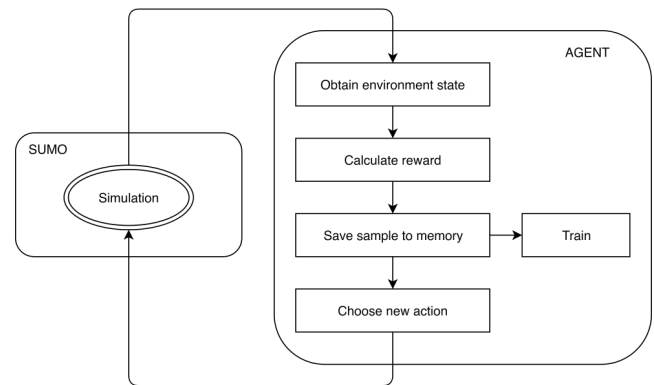 AGENT
Obtain environment state
Calculate reward
SUMO
Simulation
Save sample to memory
Train
Choose new action